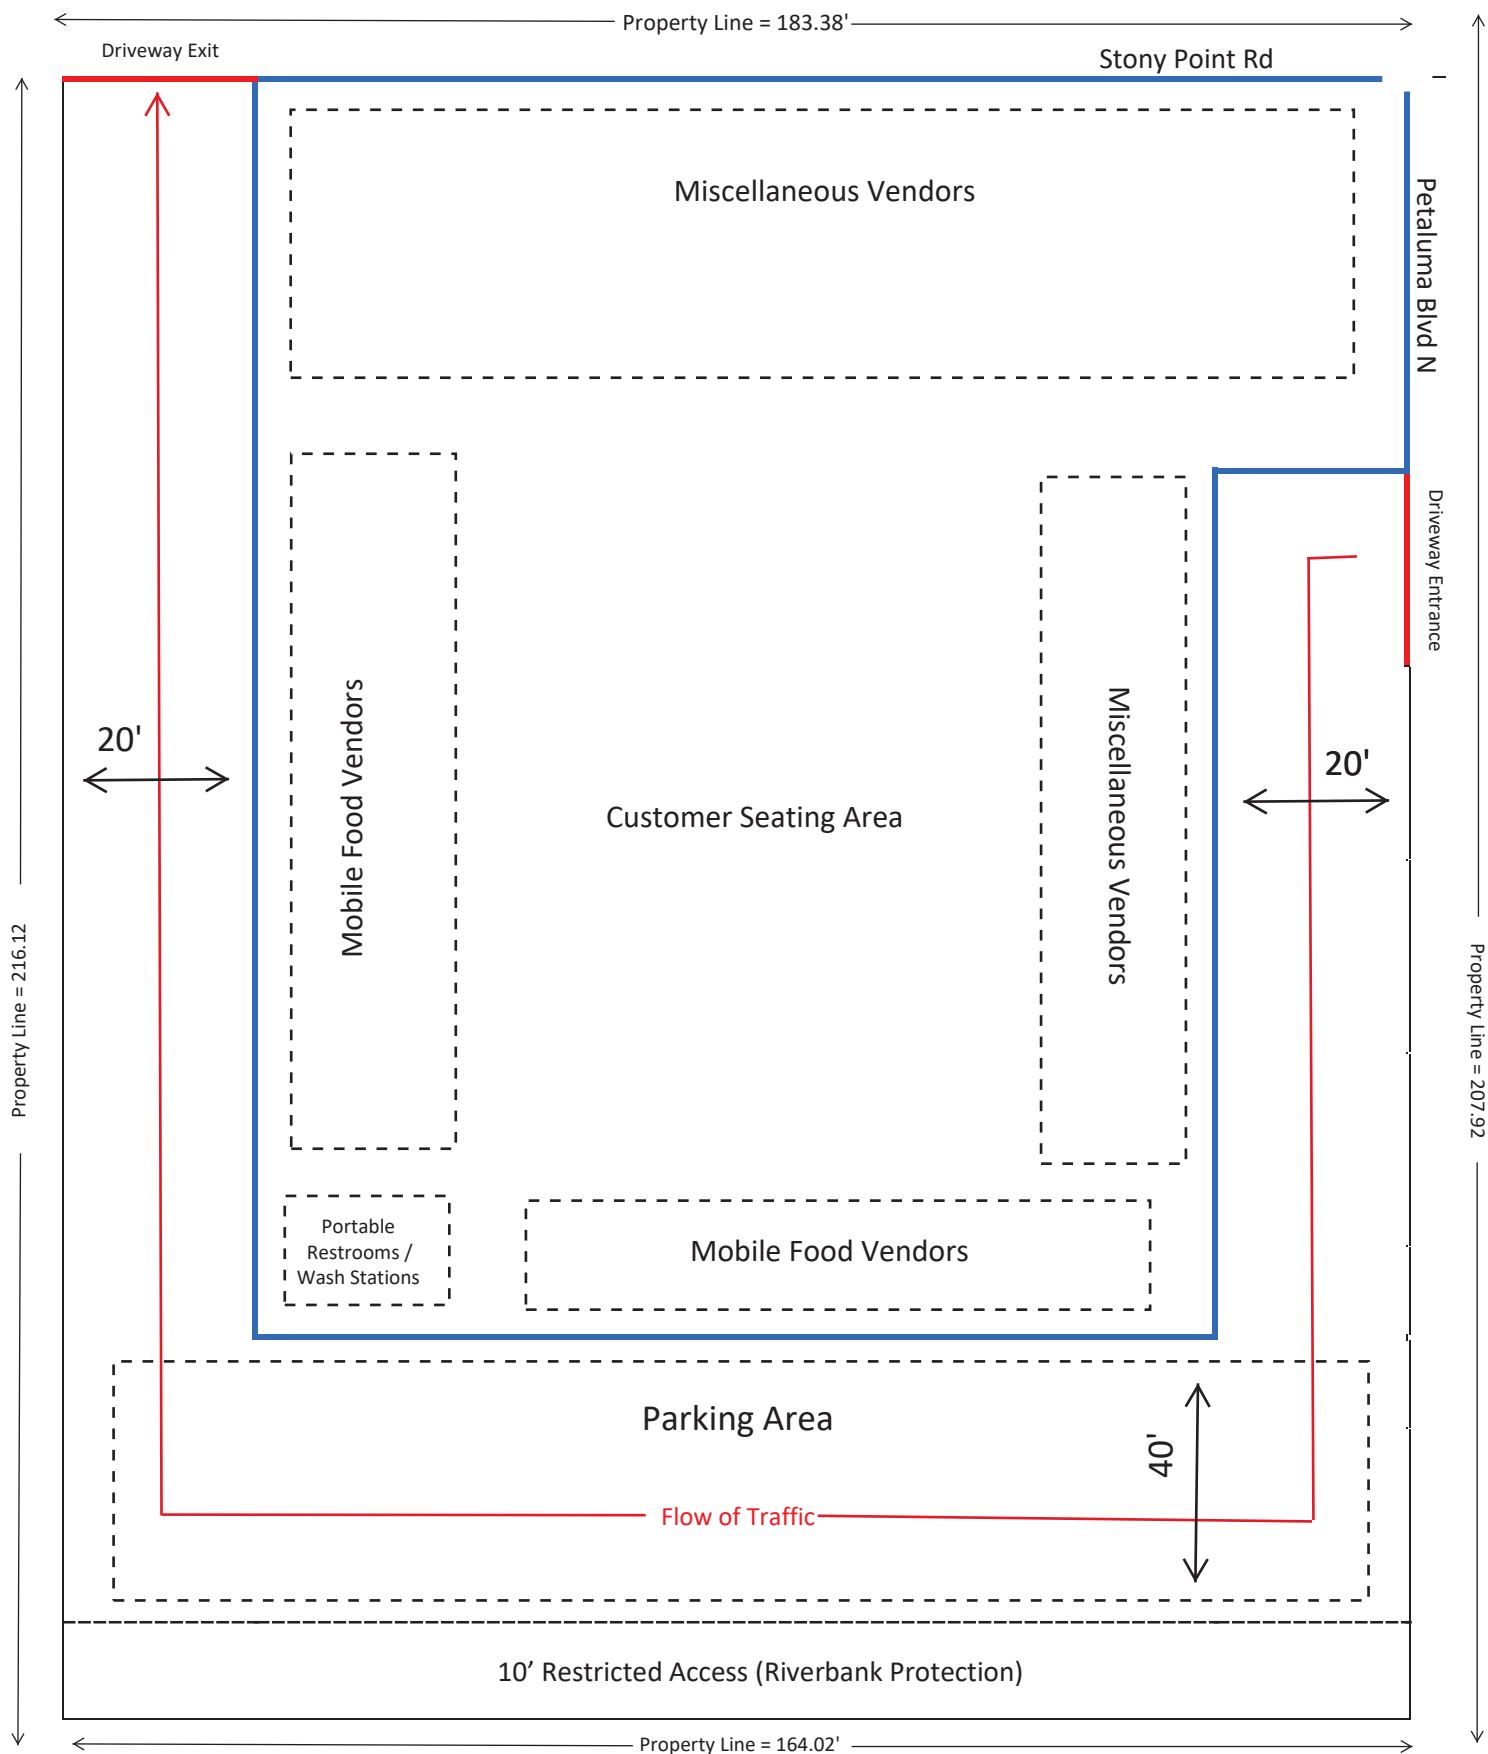 Property Line = 183.38'
Driveway Exit
Stony Point Rd
Miscellaneous Vendors
Petaluma Blvd N
Driveway Entrance
Mobile Food Vendors
Miscellaneous Vendors
20'
20'
Customer Seating Area
Property Line = 216.12
Property Line = 207.92
Portable
Restrooms /
Wash Stations
Mobile Food Vendors
Parking Area
40'
Flow of Traffic
10’ Restricted Access (Riverbank Protection)
Property Line = 164.02'